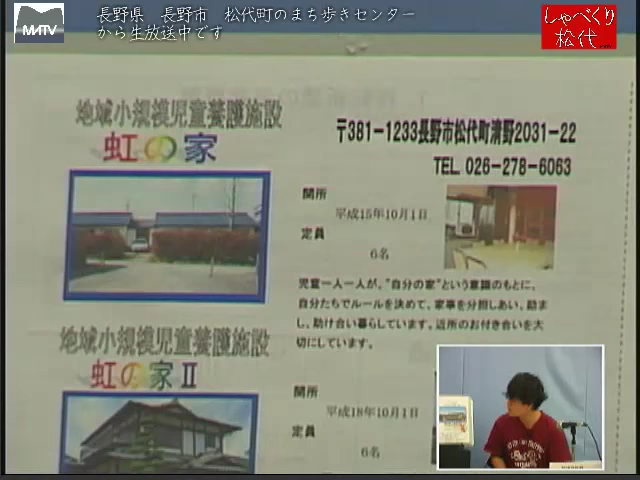 MATV
長野県 長野市 松代町のまち歩きセンター
から生放送中です
しゃべくり
松代
地域小規模児童養護施設
虹の家
〒381-1233長野市松代町清野2031-22
TEL. 026-278-6063
開所
平成15年10月1日
定員
6名
児童一人一人が、"自分の家"という意識のもとに、
自分たちでルールを決めて、家事を分担しあい、励ま
し、助け合い暮らしています。近所のお付き合いを大
切にしています。
地域小規模児童養護施設
虹の家Ⅱ
開所
平成18年10月1日
定員
6名